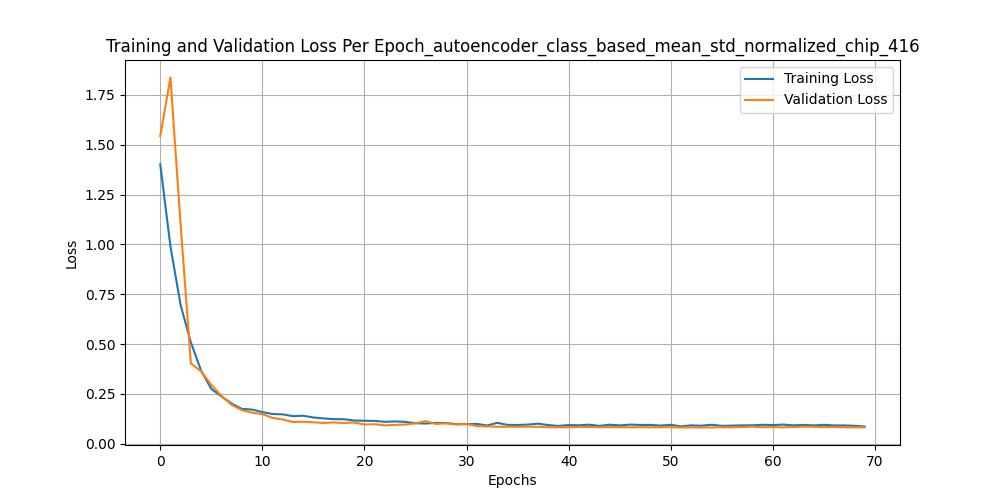 Training and Validation Loss Per Epoch_autoencoder_class_based_mean_std_normalized_chip_416
Training Loss
Validation Loss
1.75
1.50
1.25
1.00
0.75
0.50
0.25
0.00
Loss
0 10 20 30 40 50 60 70
Epochs